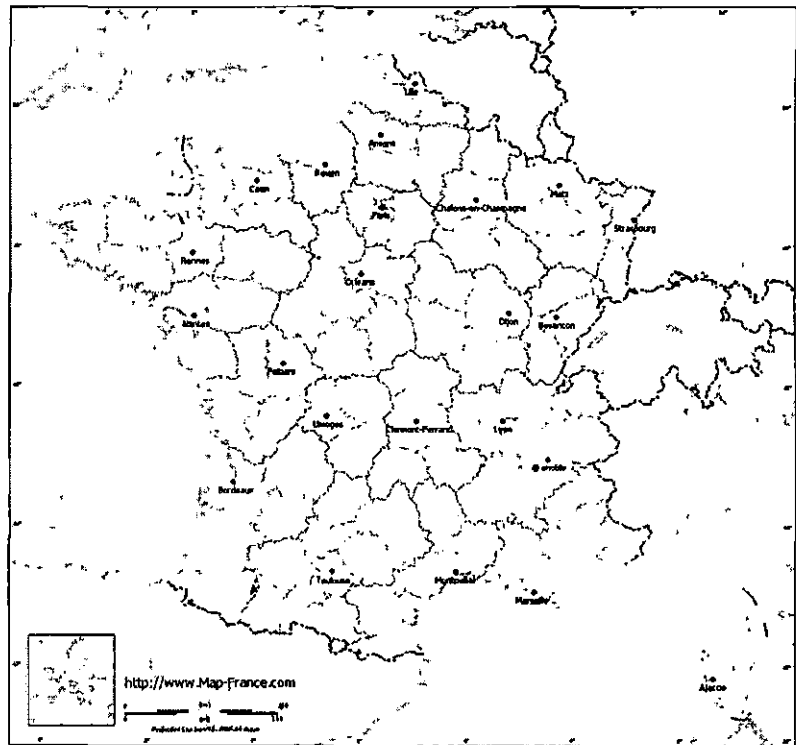 Lille
Amiens
Rouen
Caen
Metz
Paris
Chalons-en-Champagne
Strasbourg
Rennes
Orleans
Nantes
Dijon
Besancon
Poitiers
Limoges
Clermont-Ferrand
Lyon
Grenoble
Bordeaux
Toulouse
Montpellier
Marseille
http://www.Map-France.com
Ajaccio